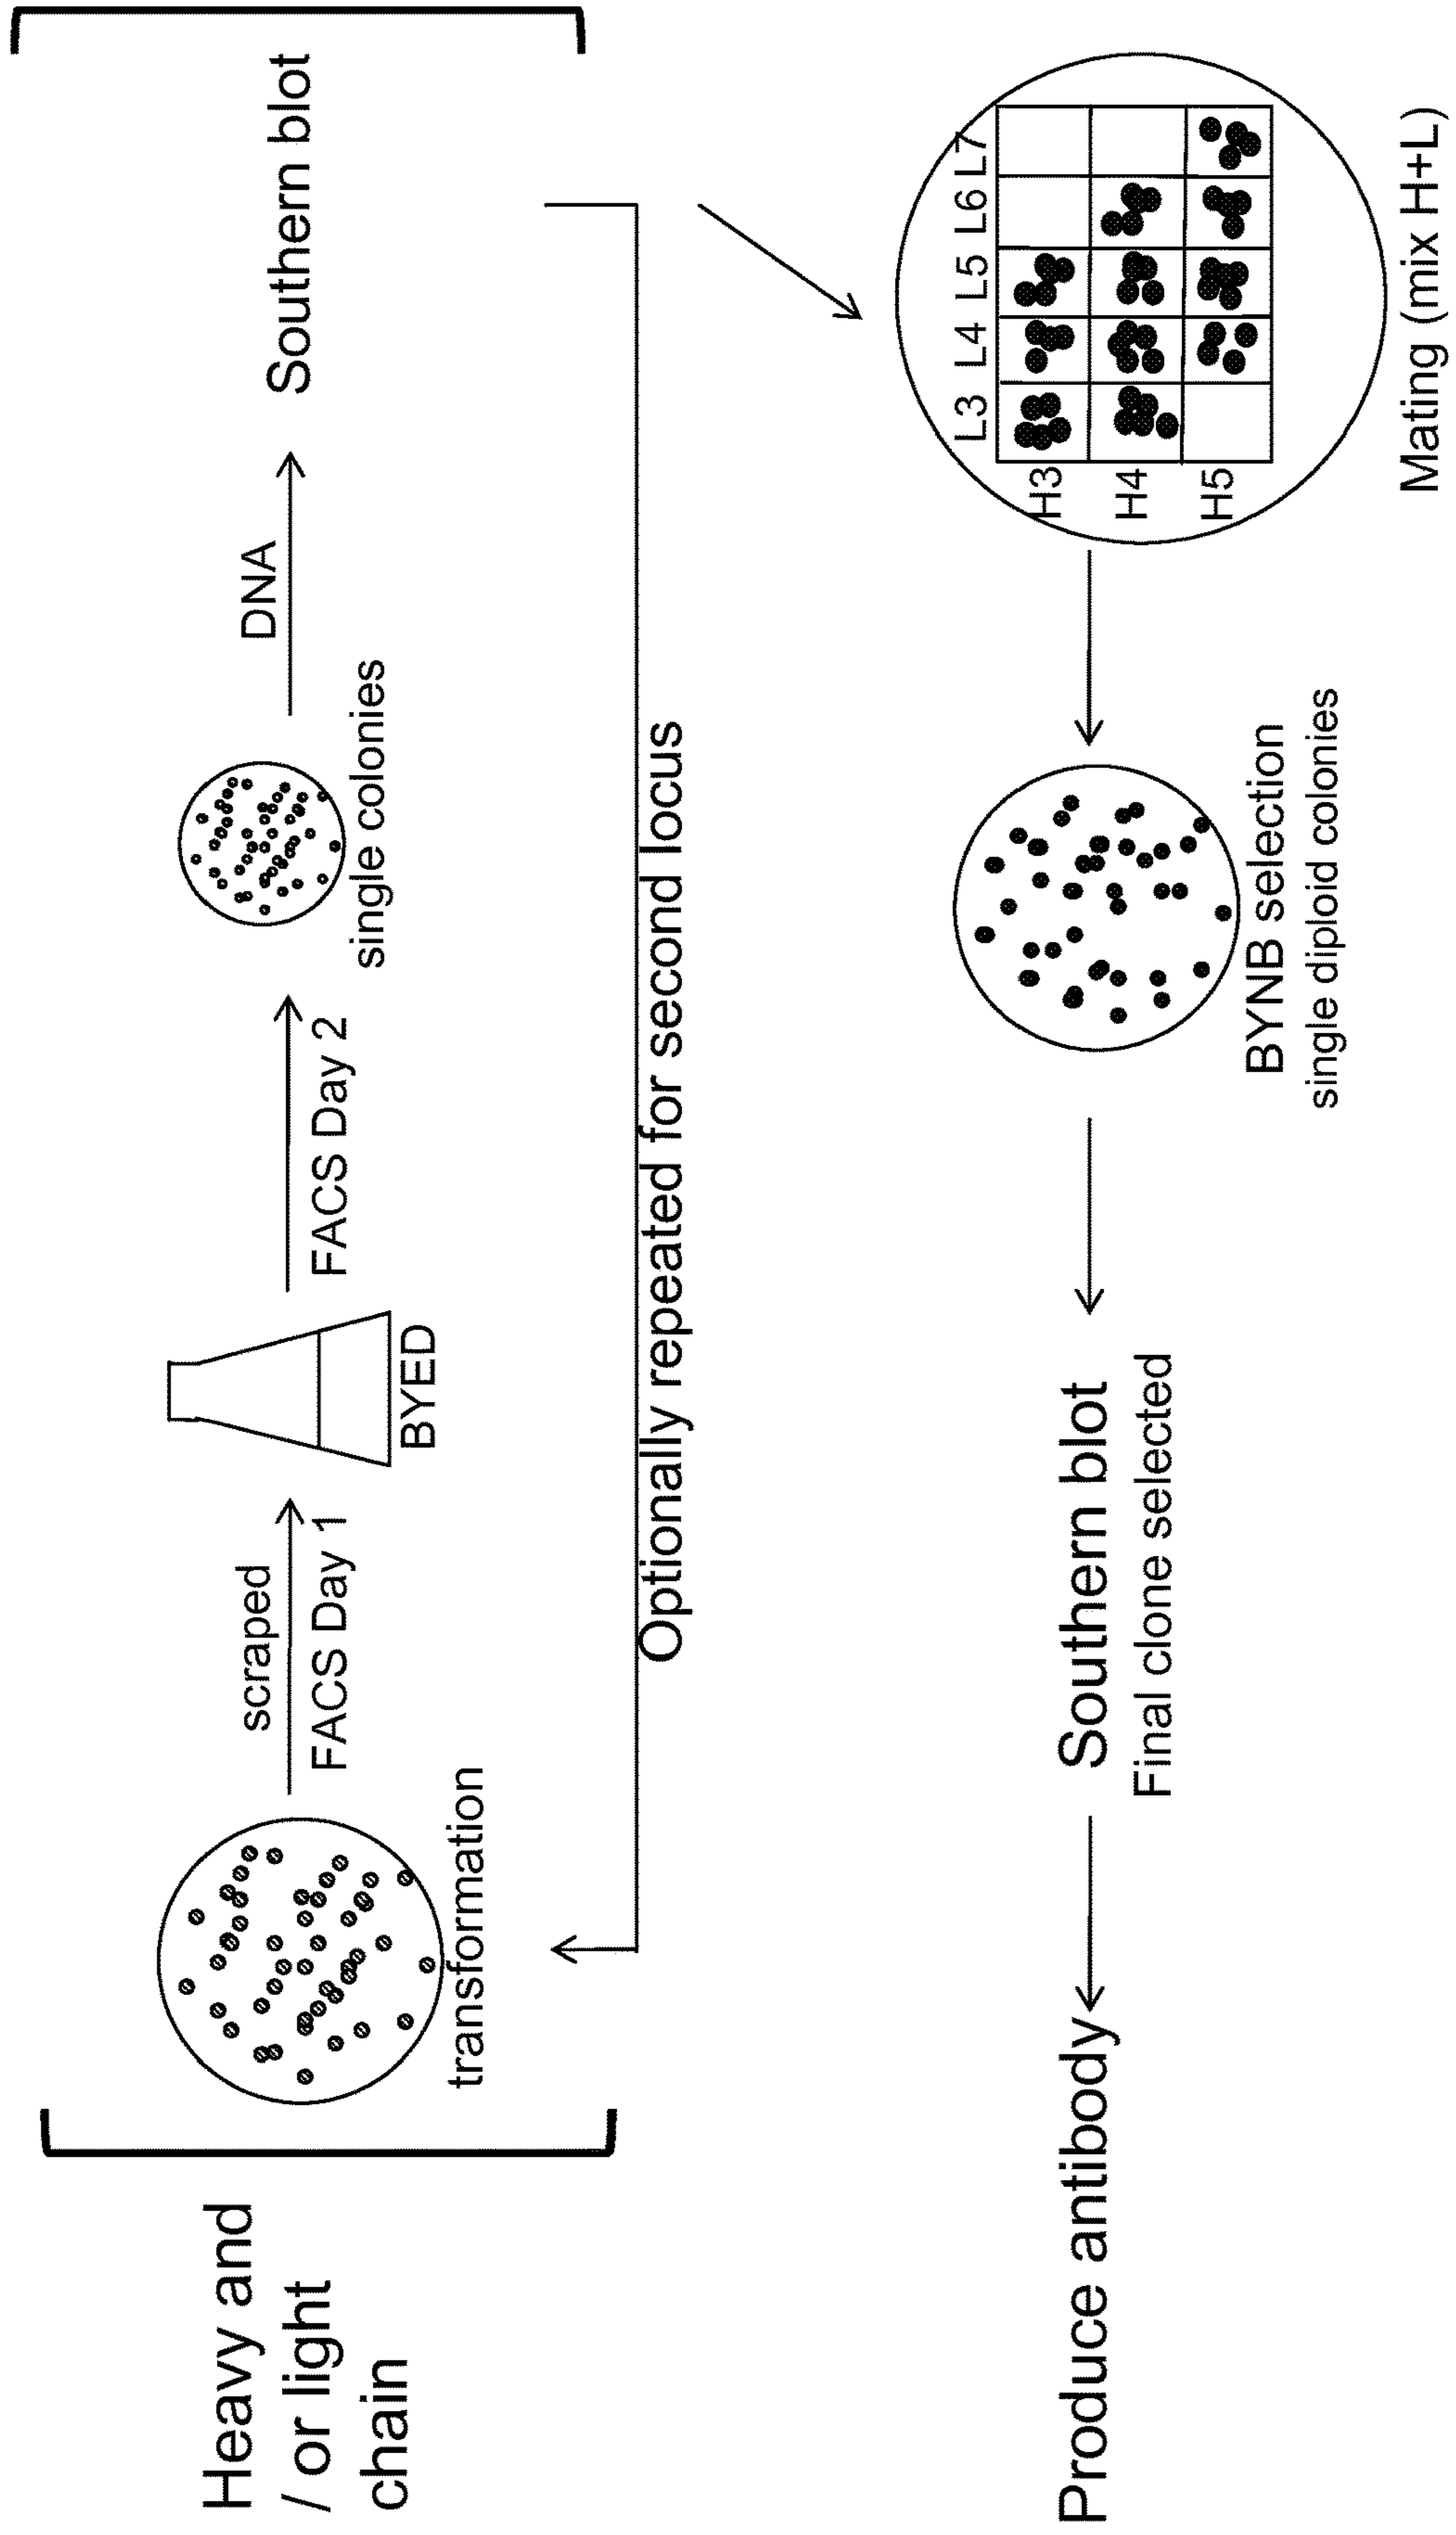 Heavy and
/ or light
chain
transformation
scraped
FACS Day 1
BYED
FACS Day 2
single colonies
DNA
Southern blot
Optionally repeated for second locus
L3 L4 L5 L6 L7
H3
H4
H5
Mating (mix H+L)
BYNB selection
single diploid colonies
Southern blot
Final clone selected
Produce antibody